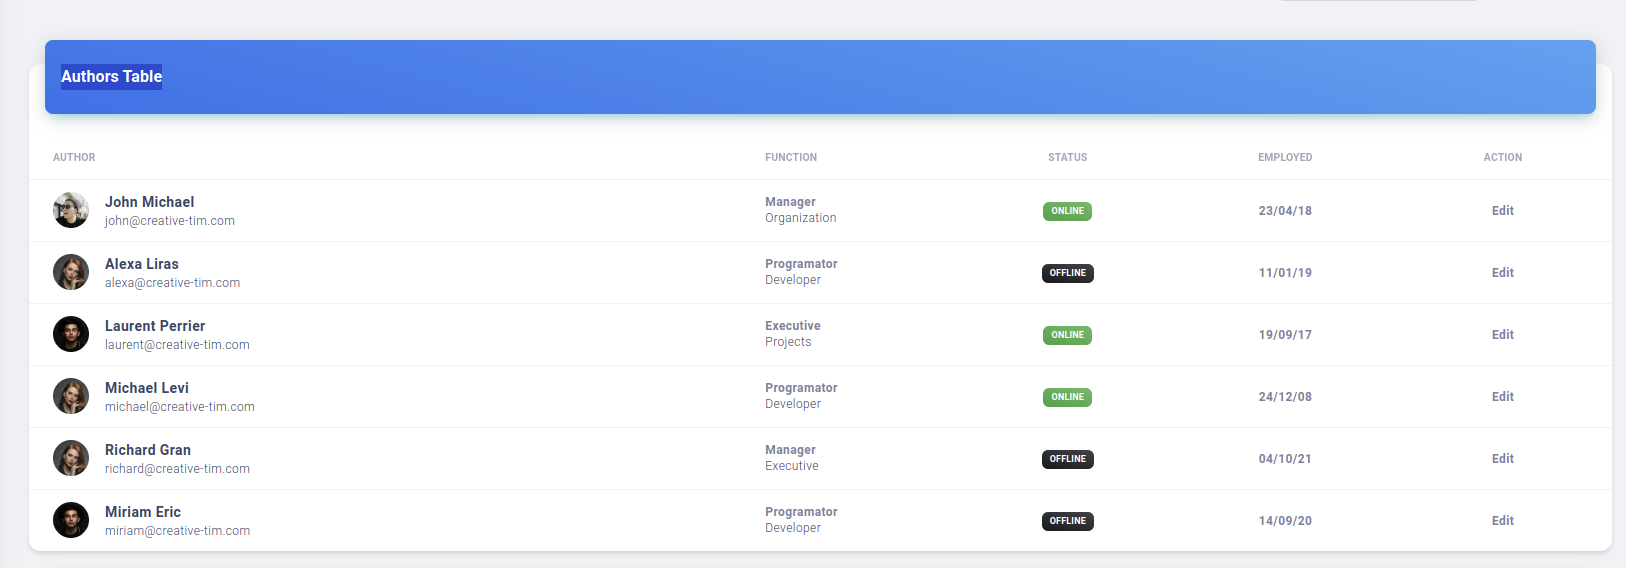 Authors Table
AUTHOR FUNCTION STATUS EMPLOYED ACTION
John Michael
john@creative-tim.com
Manager
Organization
ONLINE
23/04/18
Edit
Alexa Liras
alexa@creative-tim.com
Programator
Developer
OFFLINE
11/01/19
Edit
Laurent Perrier
laurent@creative-tim.com
Executive
Projects
ONLINE
19/09/17
Edit
Michael Levi
michael@creative-tim.com
Programator
Developer
ONLINE
24/12/08
Edit
Richard Gran
richard@creative-tim.com
Manager
Executive
OFFLINE
04/10/21
Edit
Miriam Eric
miriam@creative-tim.com
Programator
Developer
OFFLINE
14/09/20
Edit